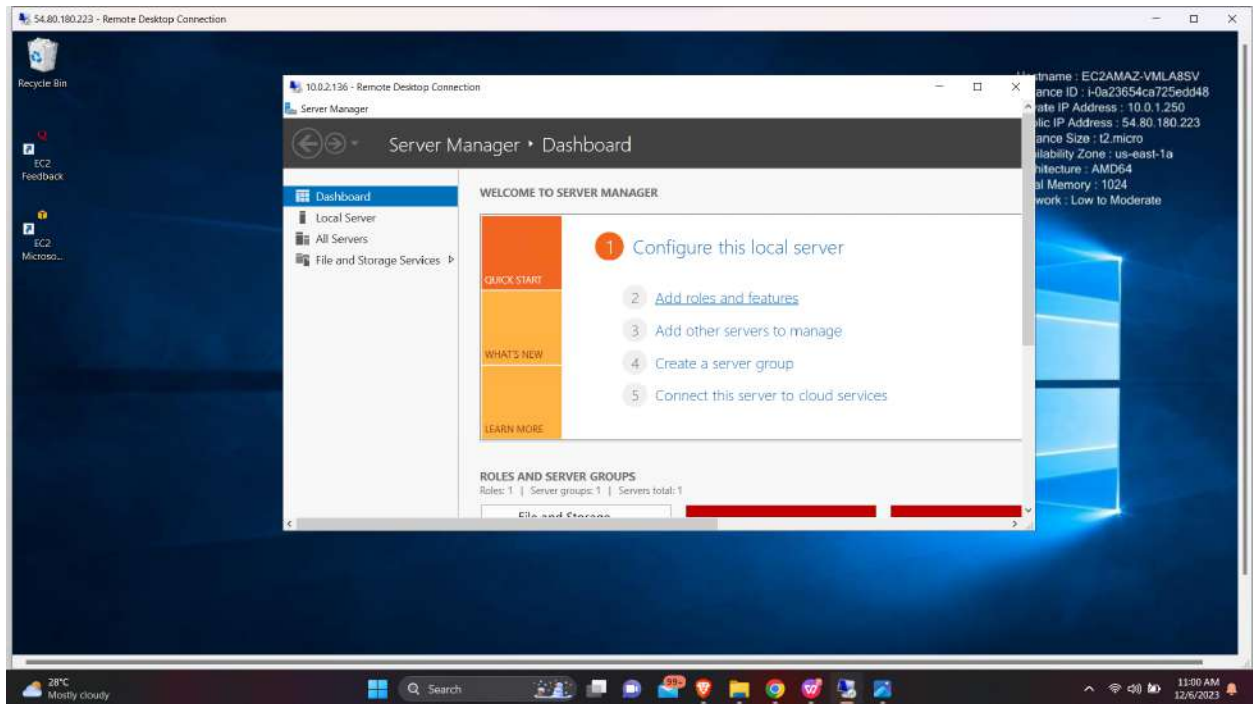 54.80.180.223 - Remote Desktop Connection
Recycle Bin
EC2
Feedback
EC2
Microso...
stname : EC2AMAZ-VMLA8SV
ance ID : i-0a23654ca725edd48
ate IP Address : 10.0.1.250
lic IP Address : 54.80.180.223
ance Size : t2.micro
ilability Zone : us-east-1a
hitecture : AMD64
al Memory : 1024
work : Low to Moderate
10.0.2.136 - Remote Desktop Connection
Server Manager
Server Manager • Dashboard
Dashboard
Local Server
All Servers
File and Storage Services
WELCOME TO SERVER MANAGER
QUICK START
WHAT'S NEW
LEARN MORE
1 Configure this local server
2 Add roles and features
3 Add other servers to manage
4 Create a server group
5 Connect this server to cloud services
ROLES AND SERVER GROUPS
Roles: 1 | Server groups: 1 | Servers total: 1
File and Storage
28°C
Mostly cloudy
Search
99+
11:00 AM
12/6/2023